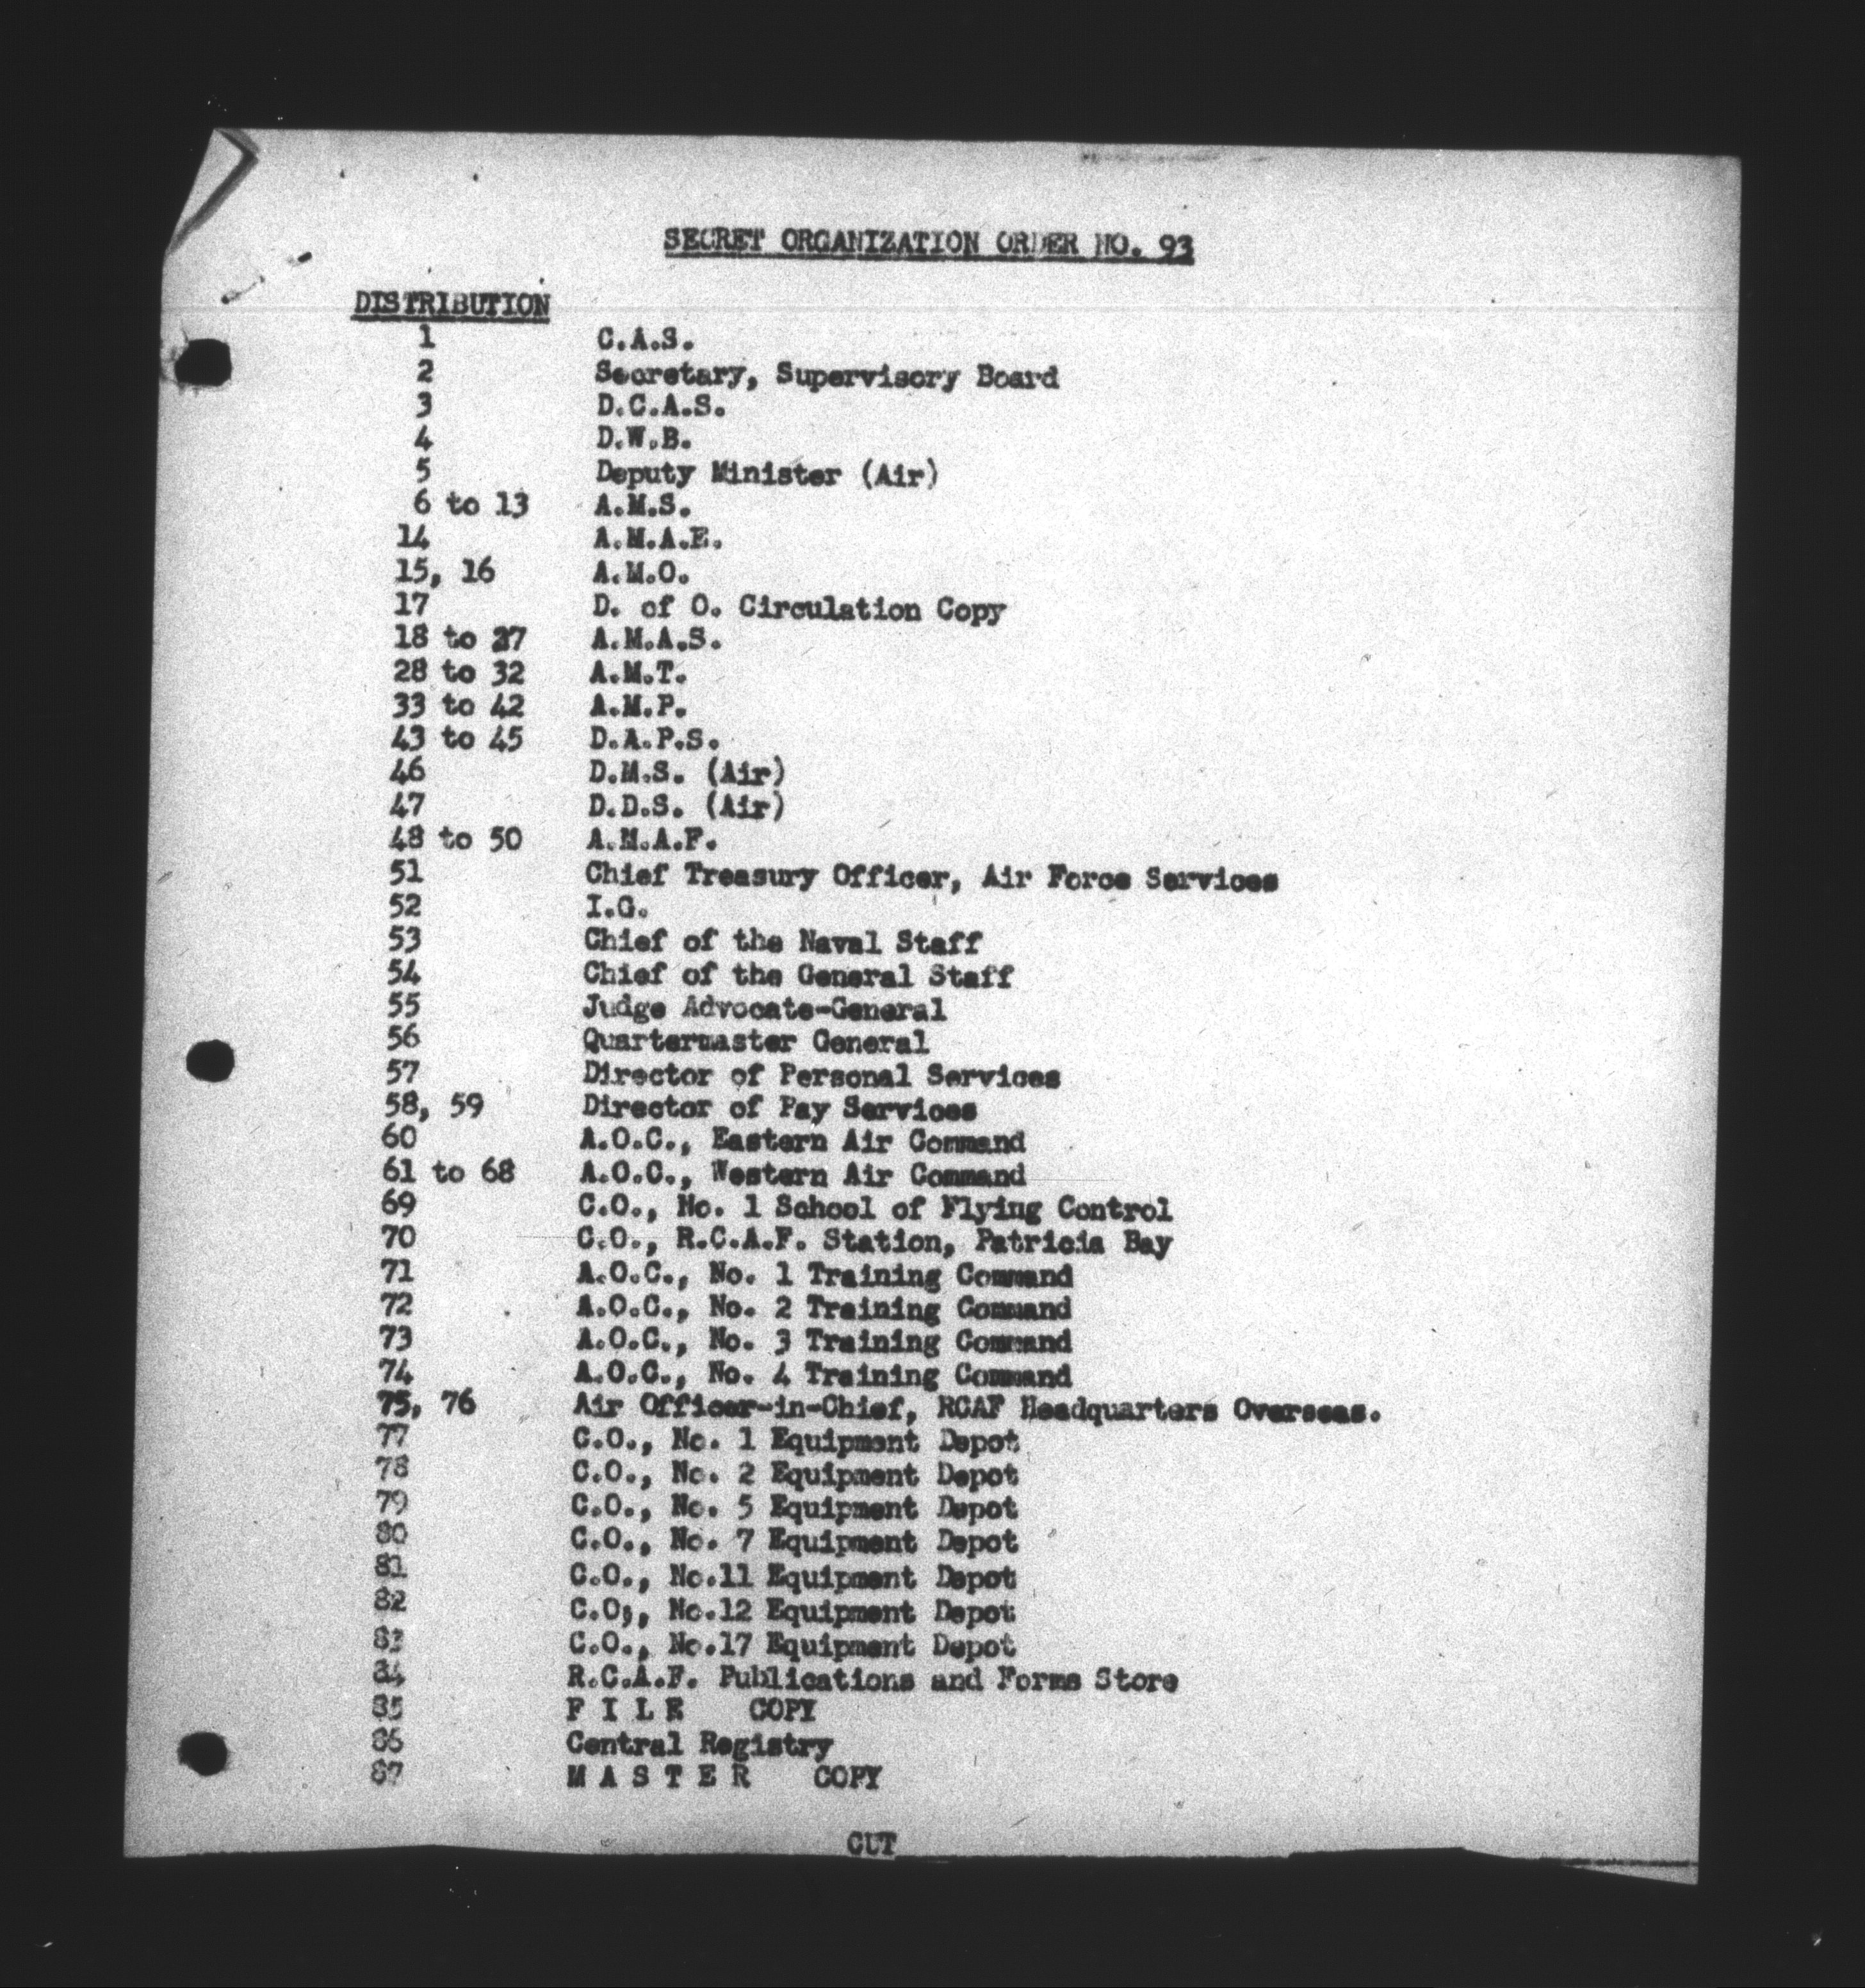 SECRET ORGANIZATION ORDER NO. 93
DISTRIBUTION
1 C.A.S.
2 Secretary, Supervisory Board
3 D.C.A.S.
4 D.W.B.
5 Deputy Minister (Air)
6 to 13 A.M.S.
14 A.M.A.E.
15, 16 A.M.O.
17 D. of O. Circulation Copy
18 to 27 A.M.A.S.
28 to 32 A.M.T.
33 to 42 A.M.P.
43 to 45 D.A.P.S.
46 D.M.S. (Air)
47 D.D.S. (Air)
48 to 50 A.M.A.F.
51 Chief Treasury Officer, Air Force Services
52 I.G.
53 Chief of the Naval Staff
54 Chief of the General Staff
55 Judge Advocate-General
56 Quartermaster General
57 Director of Personal Services
58, 59 Director of Pay Services
60 A.O.C., Eastern Air Command
61 to 68 A.O.C., Western Air Command
69 C.O., No. 1 School of Flying Control
70 C.O., R.C.A.F. Station, Patricia Bay
71 A.O.C., No. 1 Training Command
72 A.O.C., No. 2 Training Command
73 A.O.C., No. 3 Training Command
74 A.O.C., No. 4 Training Command
75, 76 Air Officer-in-Chief, RCAF Headquarters Overseas.
77 C.O., No. 1 Equipment Depot
78 C.O., No. 2 Equipment Depot
79 C.O., No. 5 Equipment Depot
80 C.O., No. 7 Equipment Depot
81 C.O., No.11 Equipment Depot
82 C.O,, No.12 Equipment Depot
83 C.O., No.17 Equipment Depot
84 R.C.A.F. Publications and Forms Store
85 F I L E COPY
86 Central Registry
87 M A S T E R COPY
CUT